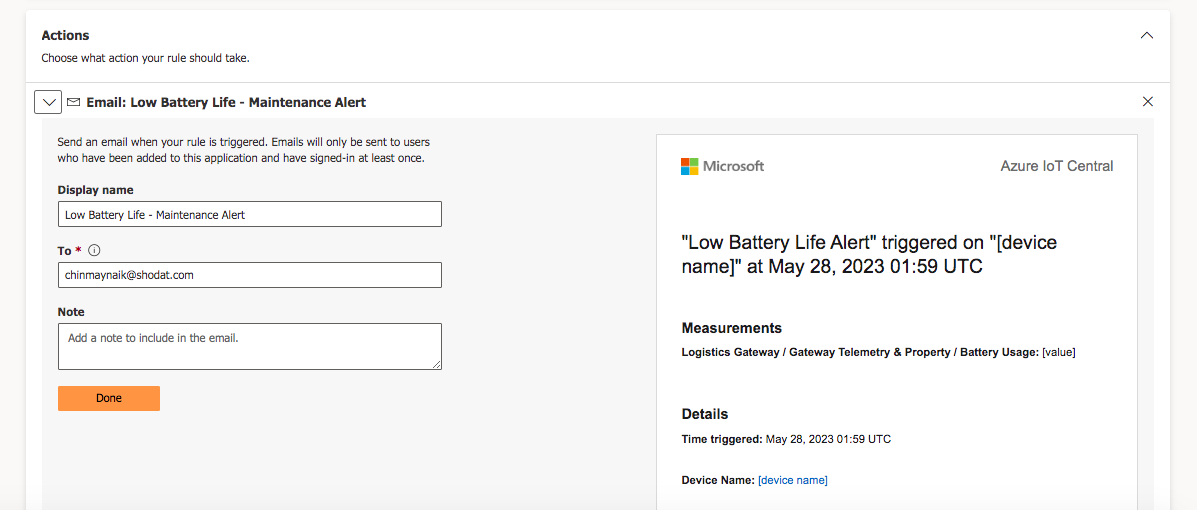 Actions
Choose what action your rule should take.
Email: Low Battery Life - Maintenance Alert
Send an email when your rule is triggered. Emails will only be sent to users
who have been added to this application and have signed-in at least once.
Display name
Low Battery Life - Maintenance Alert
To *
chinmaynaik@shodat.com
Note
Add a note to include in the email.
Done
Microsoft
Azure IoT Central
"Low Battery Life Alert" triggered on "[device
name]" at May 28, 2023 01:59 UTC
Measurements
Logistics Gateway / Gateway Telemetry & Property / Battery Usage: [value]
Details
Time triggered: May 28, 2023 01:59 UTC
Device Name: [device name]